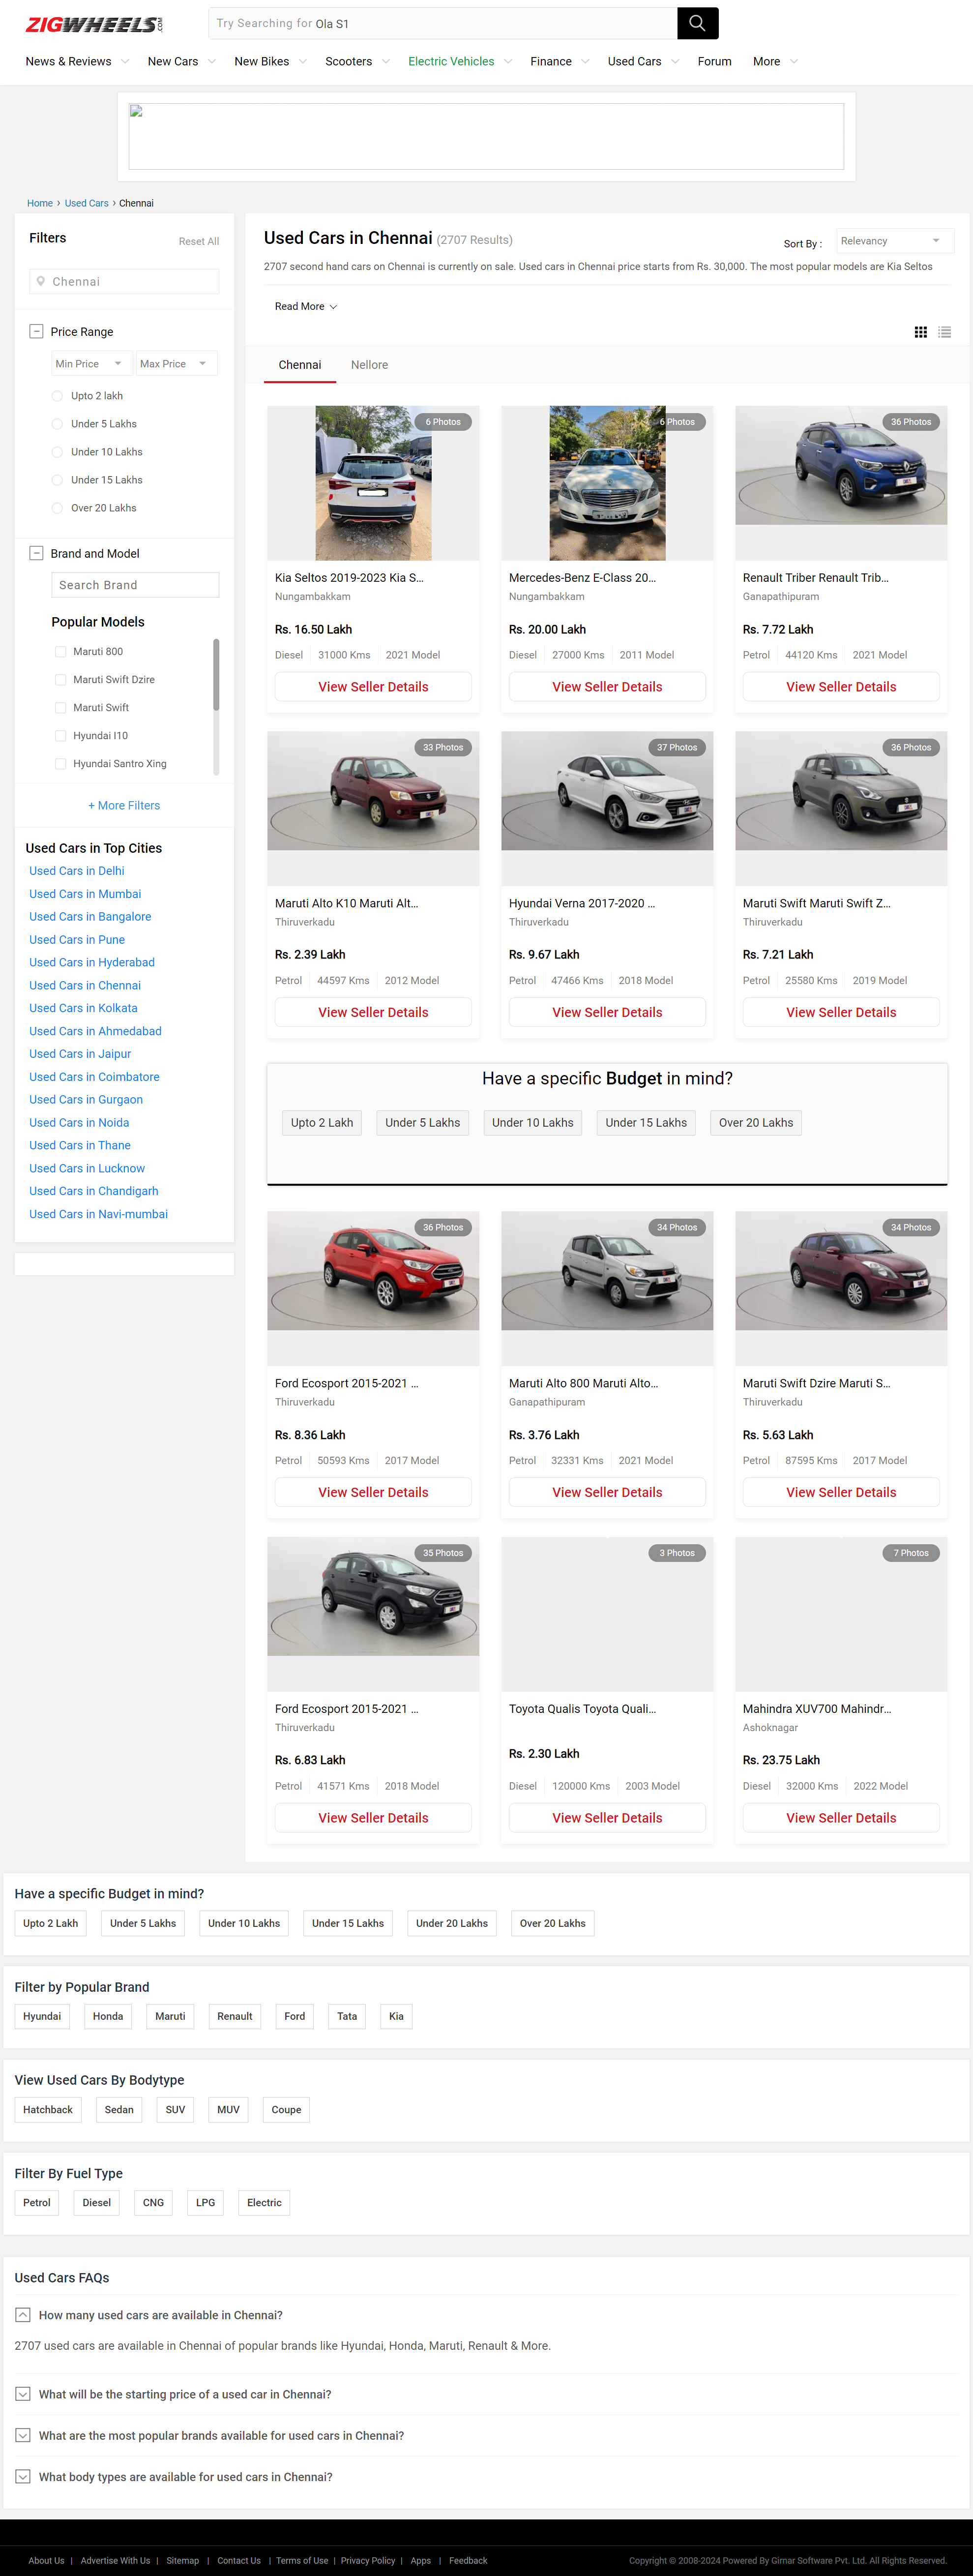 ZIGWHEELS.COM
Try Searching for Ola S1
News & Reviews
New Cars
New Bikes
Scooters
Electric Vehicles
Finance
Used Cars
Forum
More
Home › Used Cars › Chennai
Filters
Reset All
Chennai
Price Range
Min Price
Max Price
Upto 2 lakh
Under 5 Lakhs
Under 10 Lakhs
Under 15 Lakhs
Over 20 Lakhs
Brand and Model
Search Brand
Popular Models
Maruti 800
Maruti Swift Dzire
Maruti Swift
Hyundai I10
Hyundai Santro Xing
+ More Filters
Used Cars in Top Cities
Used Cars in Delhi
Used Cars in Mumbai
Used Cars in Bangalore
Used Cars in Pune
Used Cars in Hyderabad
Used Cars in Chennai
Used Cars in Kolkata
Used Cars in Ahmedabad
Used Cars in Jaipur
Used Cars in Coimbatore
Used Cars in Gurgaon
Used Cars in Noida
Used Cars in Thane
Used Cars in Lucknow
Used Cars in Chandigarh
Used Cars in Navi-mumbai
Used Cars in Chennai (2707 Results)
Sort By :
Relevancy
2707 second hand cars on Chennai is currently on sale. Used cars in Chennai price starts from Rs. 30,000. The most popular models are Kia Seltos
Read More
Chennai
Nellore
6 Photos
Kia Seltos 2019-2023 Kia S...
Nungambakkam
Rs. 16.50 Lakh
Diesel 31000 Kms 2021 Model
View Seller Details
6 Photos
Mercedes-Benz E-Class 20...
Nungambakkam
Rs. 20.00 Lakh
Diesel 27000 Kms 2011 Model
View Seller Details
36 Photos
Renault Triber Renault Trib...
Ganapathipuram
Rs. 7.72 Lakh
Petrol 44120 Kms 2021 Model
View Seller Details
33 Photos
Maruti Alto K10 Maruti Alt...
Thiruverkadu
Rs. 2.39 Lakh
Petrol 44597 Kms 2012 Model
View Seller Details
37 Photos
Hyundai Verna 2017-2020 ...
Thiruverkadu
Rs. 9.67 Lakh
Petrol 47466 Kms 2018 Model
View Seller Details
36 Photos
Maruti Swift Maruti Swift Z...
Thiruverkadu
Rs. 7.21 Lakh
Petrol 25580 Kms 2019 Model
View Seller Details
Have a specific Budget in mind?
Upto 2 Lakh
Under 5 Lakhs
Under 10 Lakhs
Under 15 Lakhs
Over 20 Lakhs
36 Photos
Ford Ecosport 2015-2021 ...
Thiruverkadu
Rs. 8.36 Lakh
Petrol 50593 Kms 2017 Model
View Seller Details
34 Photos
Maruti Alto 800 Maruti Alto...
Ganapathipuram
Rs. 3.76 Lakh
Petrol 32331 Kms 2021 Model
View Seller Details
34 Photos
Maruti Swift Dzire Maruti S...
Thiruverkadu
Rs. 5.63 Lakh
Petrol 87595 Kms 2017 Model
View Seller Details
35 Photos
Ford Ecosport 2015-2021 ...
Thiruverkadu
Rs. 6.83 Lakh
Petrol 41571 Kms 2018 Model
View Seller Details
3 Photos
Toyota Qualis Toyota Quali...
Rs. 2.30 Lakh
Diesel 120000 Kms 2003 Model
View Seller Details
7 Photos
Mahindra XUV700 Mahindr...
Ashoknagar
Rs. 23.75 Lakh
Diesel 32000 Kms 2022 Model
View Seller Details
Have a specific Budget in mind?
Upto 2 Lakh
Under 5 Lakhs
Under 10 Lakhs
Under 15 Lakhs
Under 20 Lakhs
Over 20 Lakhs
Filter by Popular Brand
Hyundai
Honda
Maruti
Renault
Ford
Tata
Kia
View Used Cars By Bodytype
Hatchback
Sedan
SUV
MUV
Coupe
Filter By Fuel Type
Petrol
Diesel
CNG
LPG
Electric
Used Cars FAQs
How many used cars are available in Chennai?
2707 used cars are available in Chennai of popular brands like Hyundai, Honda, Maruti, Renault & More.
What will be the starting price of a used car in Chennai?
What are the most popular brands available for used cars in Chennai?
What body types are available for used cars in Chennai?
About Us | Advertise With Us | Sitemap | Contact Us | Terms of Use | Privacy Policy | Apps | Feedback
Copyright © 2008-2024 Powered By Girnar Software Pvt. Ltd. All Rights Reserved.